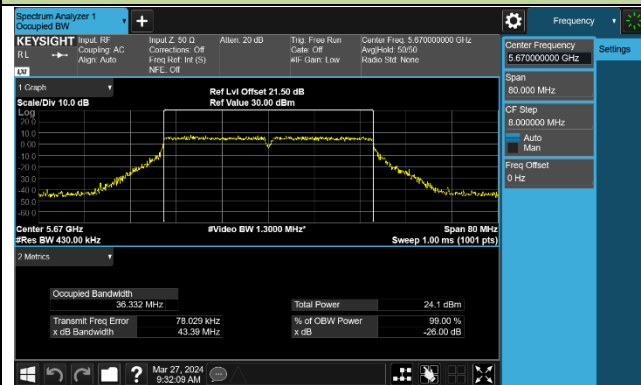 Spectrum Analyzer 1
Occupied BW
Frequency
KEYSIGHT
RL
LXI
Input: RF
Coupling: AC
Align: Auto
Input Z: 50 Ω
Corrections: Off
Freq Ref: Int (S)
NFE: Off
Atten: 20 dB
Trig: Free Run
Gate: Off
#IF Gain: Low
Center Freq: 5.670000000 GHz
Avg|Hold: 50/50
Radio Std: None
Center Frequency
5.670000000 GHz
Settings
Span
80.000 MHz
CF Step
8.000000 MHz
Auto
Man
Freq Offset
0 Hz
1 Graph
Scale/Div 10.0 dB
Ref Lvl Offset 21.50 dB
Ref Value 30.00 dBm
Log
20.0
10.0
0.00
-10.0
-20.0
-30.0
-40.0
-50.0
-60.0
Center 5.67 GHz
#Video BW 1.3000 MHz*
Span 80 MHz
#Res BW 430.00 kHz
Sweep 1.00 ms (1001 pts)
2 Metrics
Occupied Bandwidth
36.332 MHz
Total Power 24.1 dBm
Transmit Freq Error 78.029 kHz
% of OBW Power 99.00 %
x dB Bandwidth 43.39 MHz
x dB -26.00 dB
?
Mar 27, 2024
9:32:09 AM